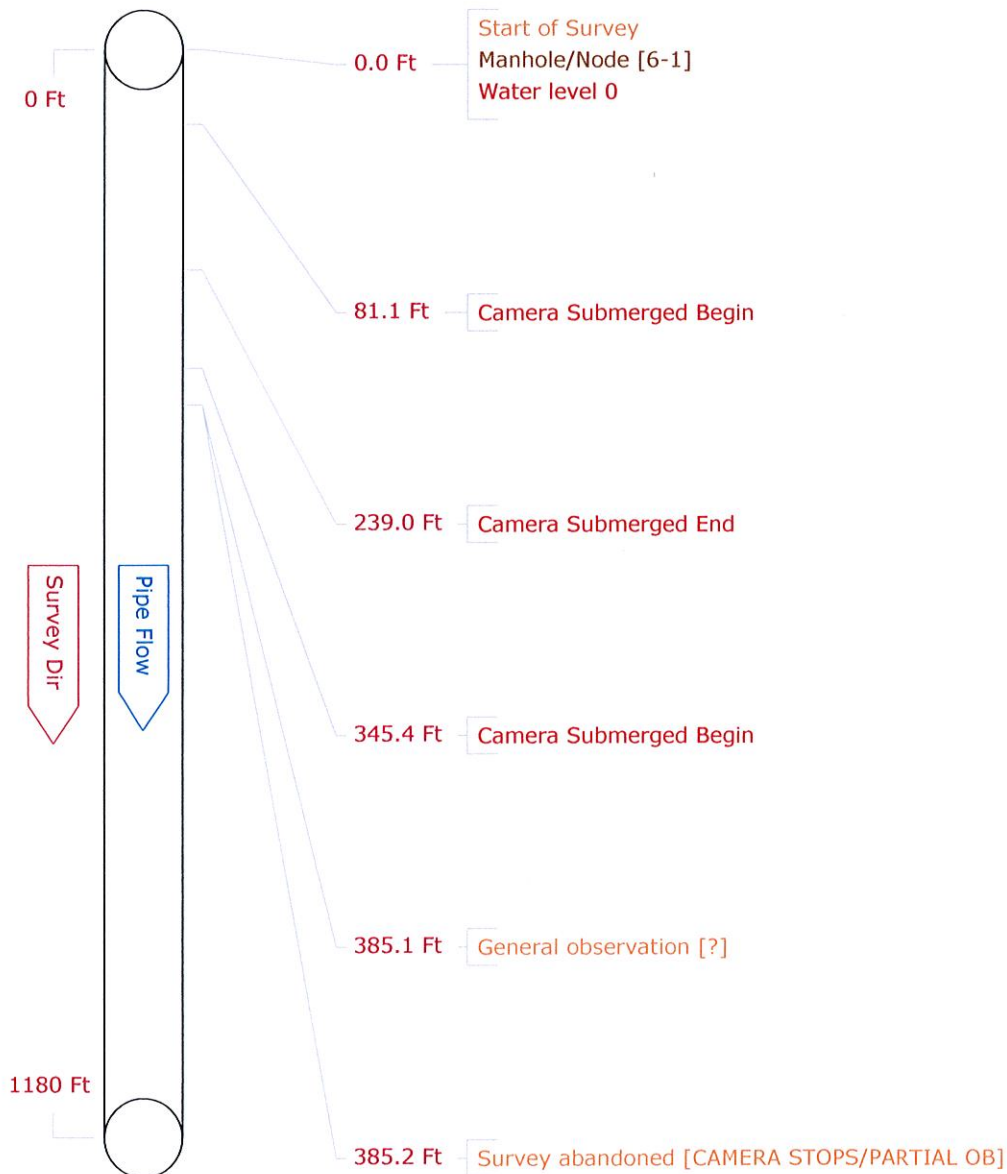 0 Ft
0.0 Ft
Start of Survey
Manhole/Node [6-1]
Water level 0
81.1 Ft
Camera Submerged Begin
239.0 Ft
Camera Submerged End
Survey Dir
Pipe Flow
345.4 Ft
Camera Submerged Begin
385.1 Ft
General observation [?]
1180 Ft
385.2 Ft
Survey abandoned [CAMERA STOPS/PARTIAL OB]